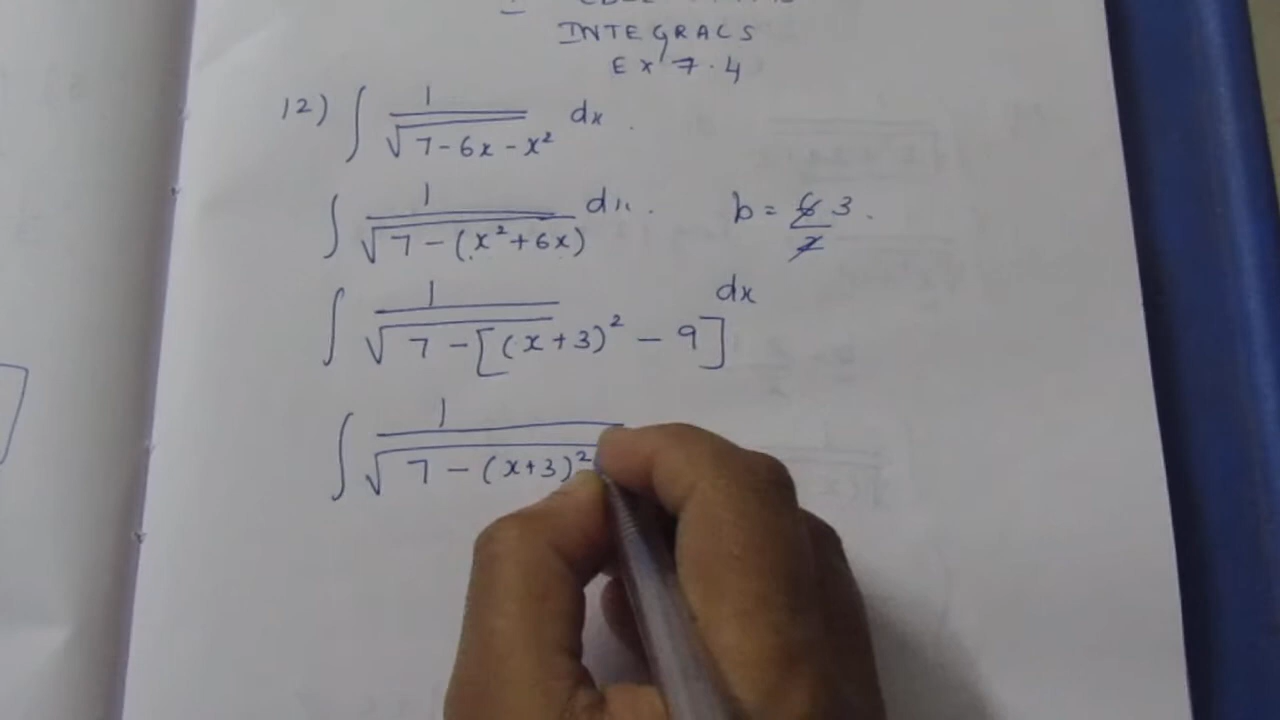 INTEGRALS
Ex 7.4
12) ∫ 1/√(7-6x-x²) dx.
∫ 1/√(7-(x²+6x)) dx. b = 6/2 3.
∫ 1/√(7-[(x+3)²-9]) dx
∫ 1/√(7-(x+3)²